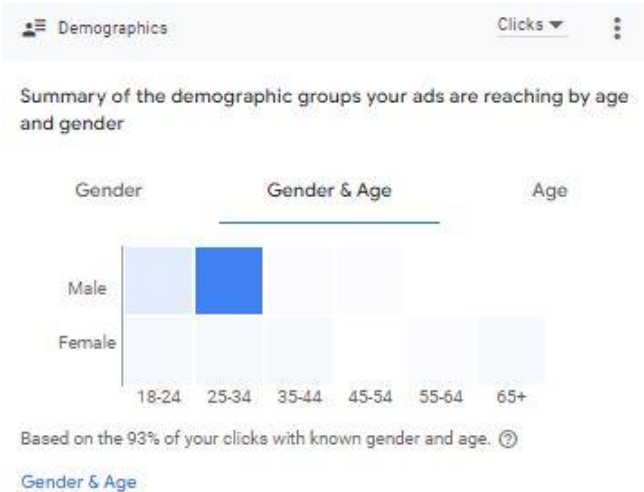 Demographics
Clicks
Summary of the demographic groups your ads are reaching by age
and gender
Gender Gender & Age Age
Male
Female
18-24 25-34 35-44 45-54 55-64 65+
Based on the 93% of your clicks with known gender and age. ?
Gender & Age